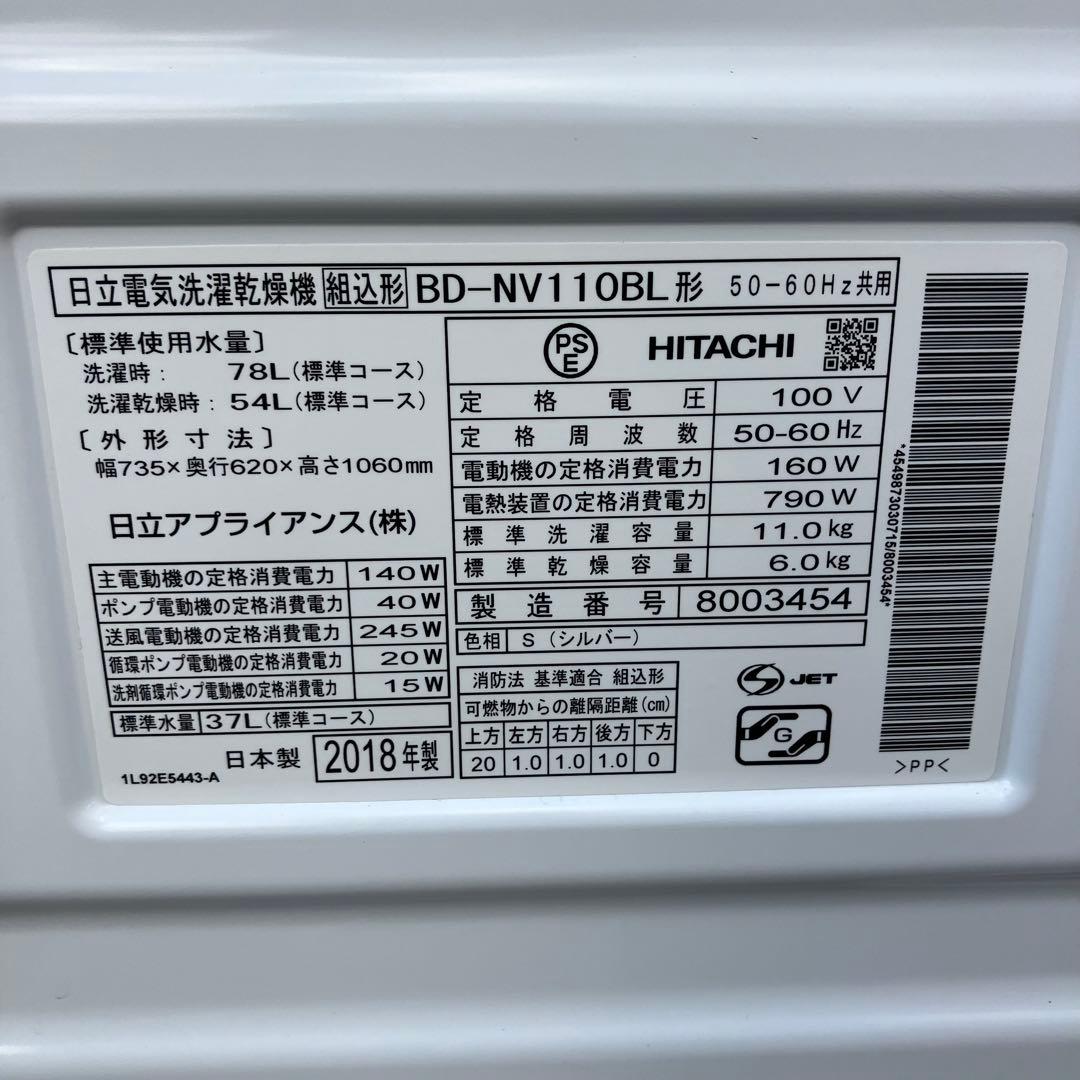 日立電気洗濯乾燥機 組込形 BD-NV110BL形 50-60Hz共用
〔標準使用水量〕
洗濯時: 78L(標準コース)
洗濯乾燥時: 54L(標準コース)
〔外形寸法〕
幅735×奥行620×高さ1060mm
日立アプライアンス(株)
主電動機の定格消費電力 140W
ポンプ電動機の定格消費電力 40W
送風電動機の定格消費電力 245W
循環ポンプ電動機の定格消費電力 20W
洗剤循環ポンプ電動機の定格消費電力 15W
標準水量 37L(標準コース)
日本製 2018年製
1L92E5443-A
PSE HITACHI
定格電圧 100V
定格周波数 50-60Hz
電動機の定格消費電力 160W
電熱装置の定格消費電力 790W
標準洗濯容量 11.0kg
標準乾燥容量 6.0kg
製造番号 8003454
色相 S(シルバー)
消防法 基準適合 組込形
可燃物からの離隔距離(cm)
上方 左方 右方 後方 下方
20 1.0 1.0 1.0 0
S JET
G
*4549873030715/8003454*
>PP<